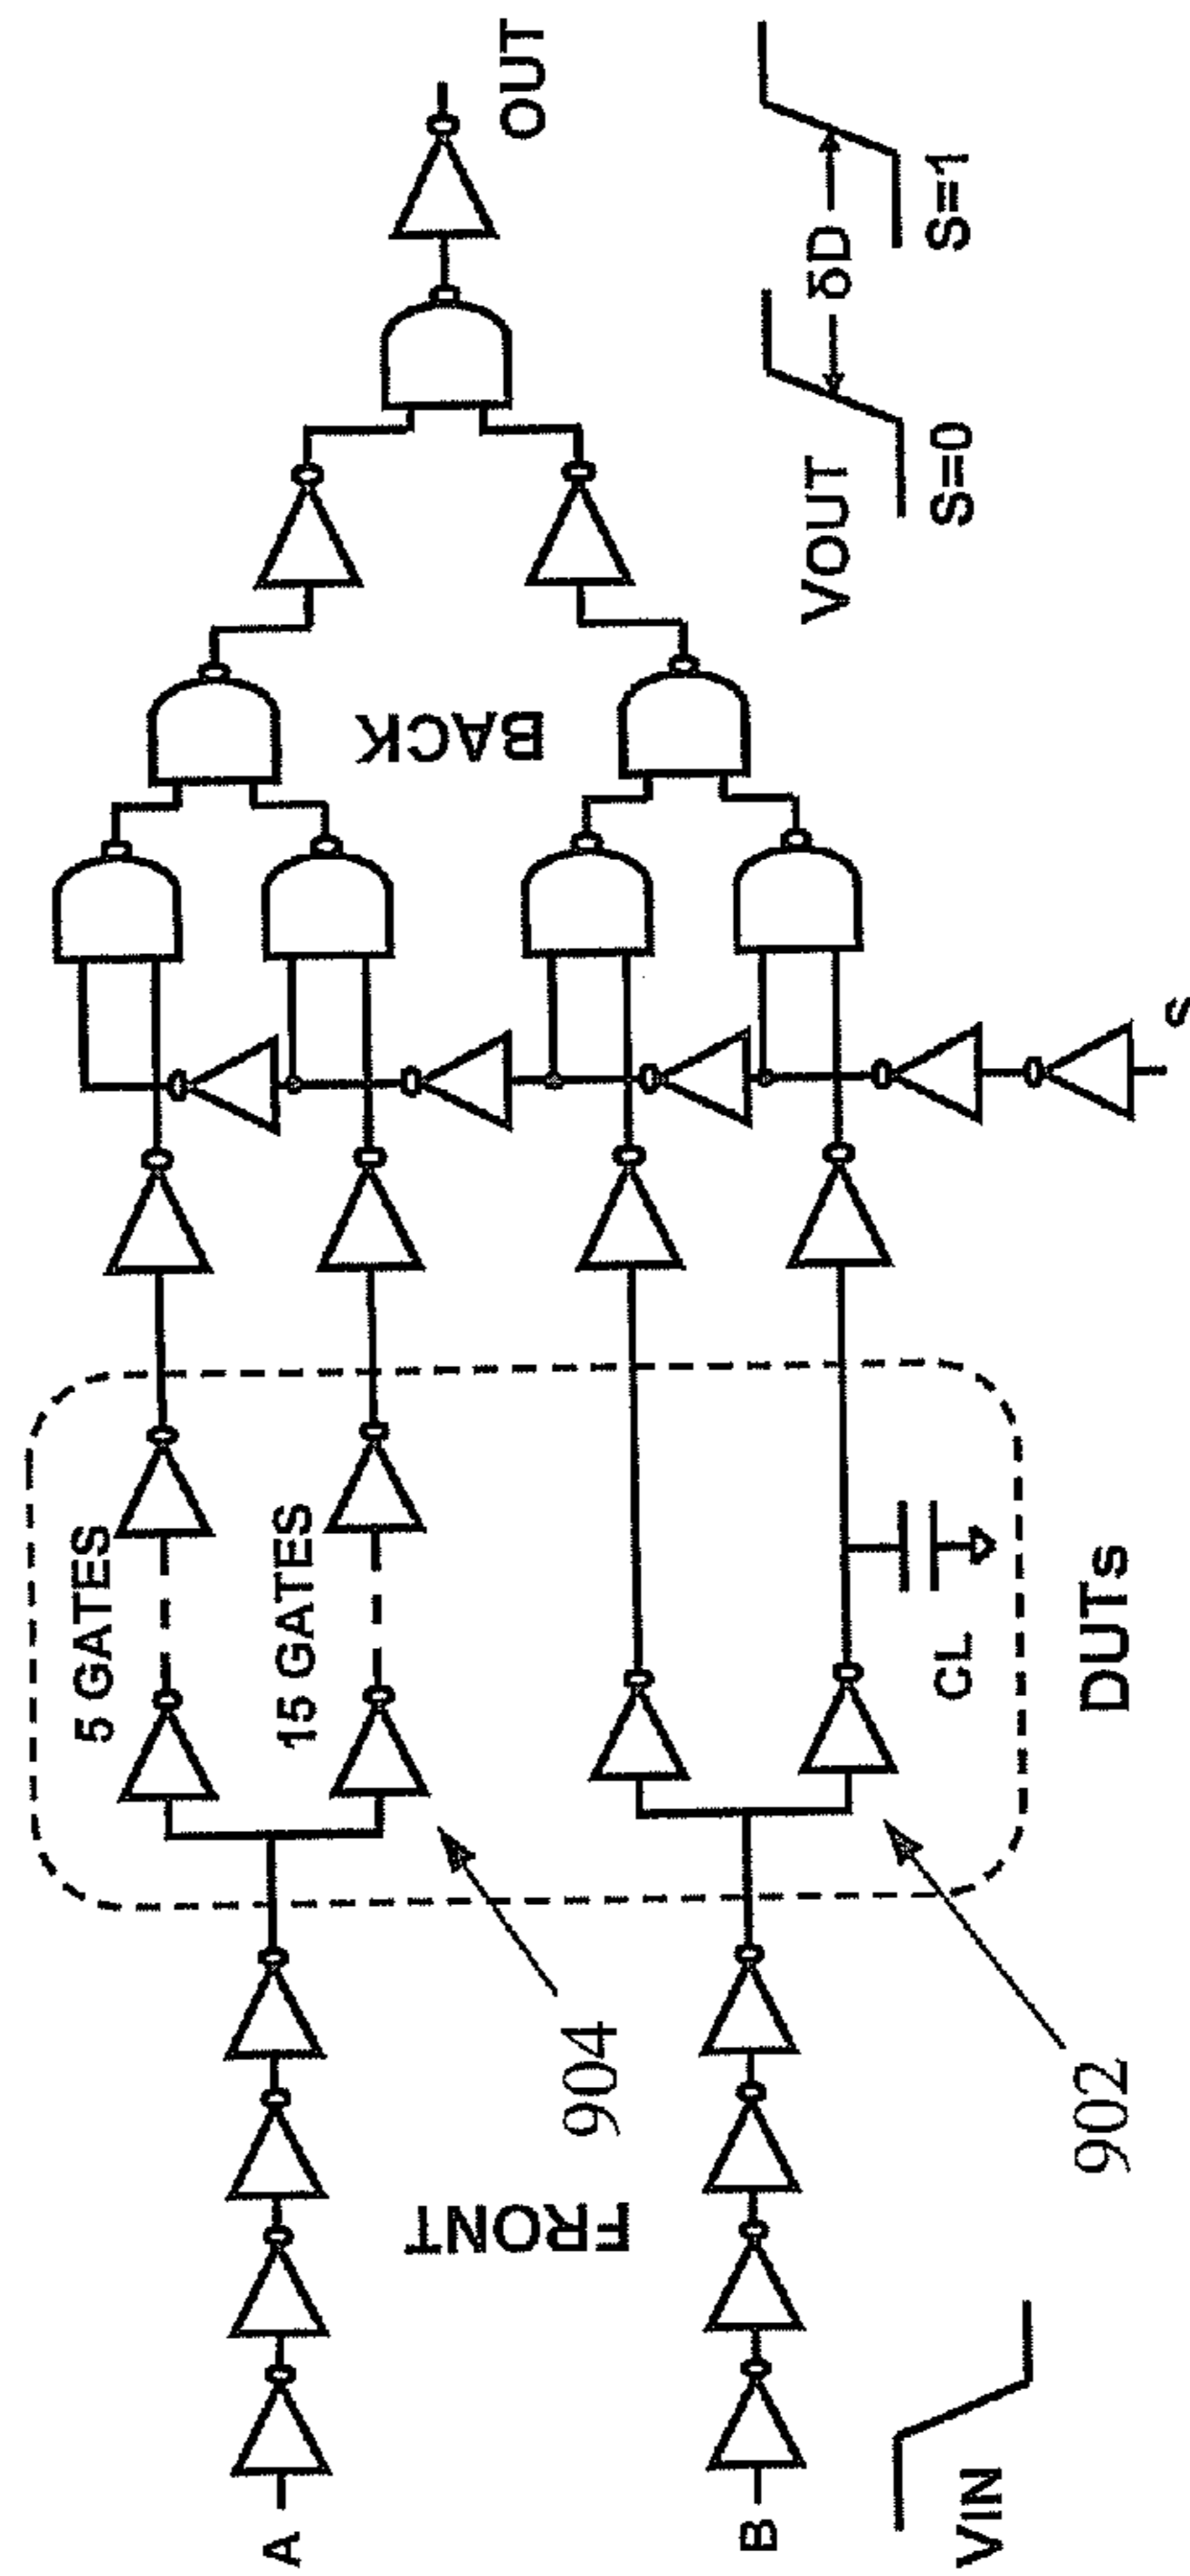 A
B
VIN
FRONT
904
902
5 GATES
15 GATES
CL
DUTs
S
BACK
OUT
VOUT
δD
S=0
S=1